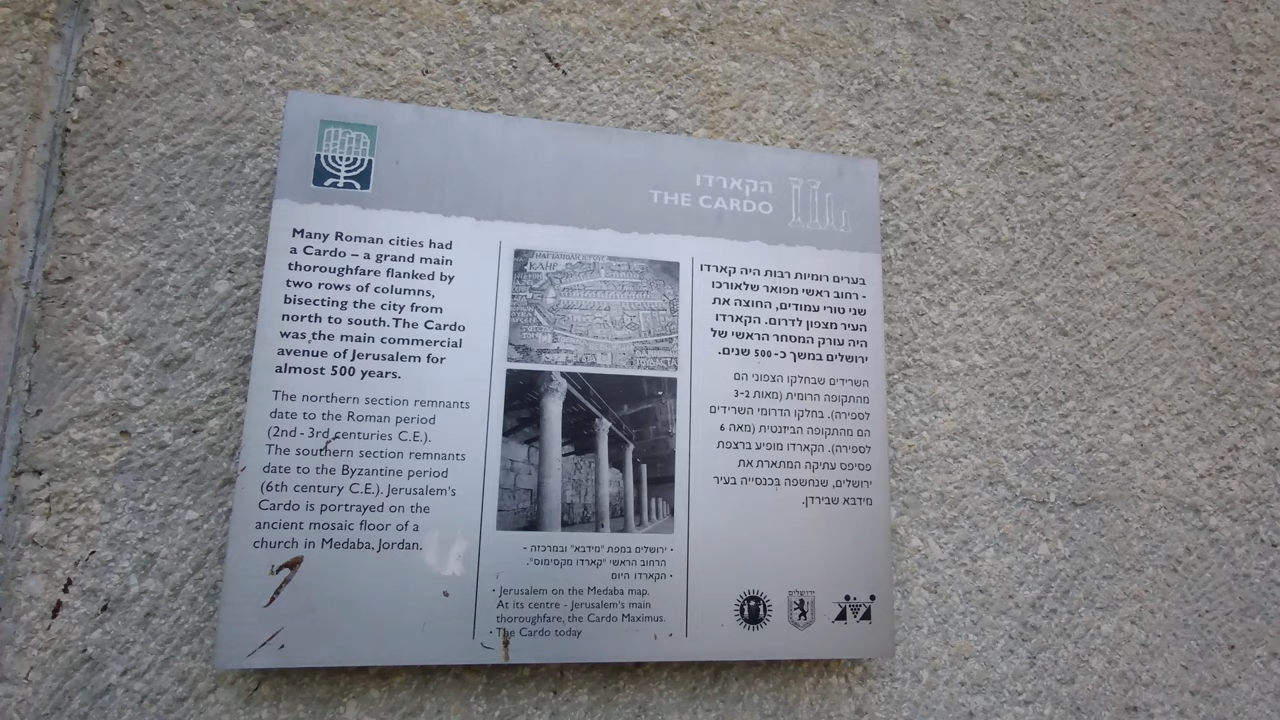 הקארדו
THE CARDO
Many Roman cities had
a Cardo – a grand main
thoroughfare flanked by
two rows of columns,
bisecting the city from
north to south. The Cardo
was the main commercial
avenue of Jerusalem for
almost 500 years.
The northern section remnants
date to the Roman period
(2nd - 3rd centuries C.E.).
The southern section remnants
date to the Byzantine period
(6th century C.E.). Jerusalem's
Cardo is portrayed on the
ancient mosaic floor of a
church in Medaba, Jordan.
• ירושלים במפת "מידבא" ובמרכזה -
הרחוב הראשי "קארדו מקסימוס".
• הקארדו היום
• Jerusalem on the Medaba map.
At its centre - Jerusalem's main
thoroughfare, the Cardo Maximus.
• The Cardo today
בערים רומיות רבות היה קארדו
- רחוב ראשי מפואר שלאורכו
שני טורי עמודים, החוצה את
העיר מצפון לדרום. הקארדו
היה עורק המסחר הראשי של
ירושלים במשך כ- 500 שנים.
השרידים שבחלקו הצפוני הם
מהתקופה הרומית (מאות 3-2
לספירה). בחלקו הדרומי השרידים
הם מהתקופה הביזנטית (מאה 6
לספירה). הקארדו מופיע ברצפת
פסיפס עתיקה המתארת את
ירושלים, שנחשפה בכנסייה בעיר
מידבא שבירדן.
ירושלים